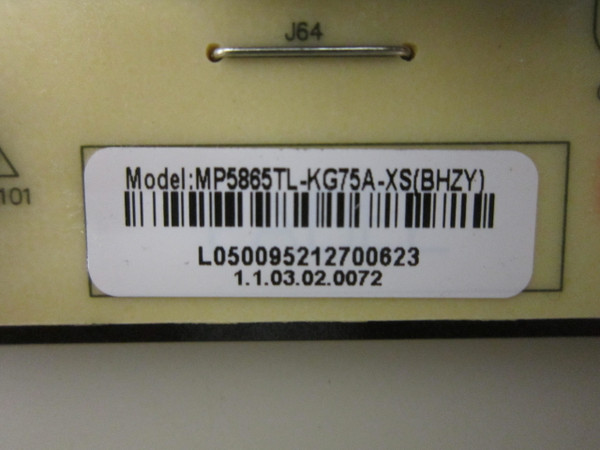 J64
101
Model:MP5865TL-KG75A-XS(BHZY)
L050095212700623
1.1.03.02.0072